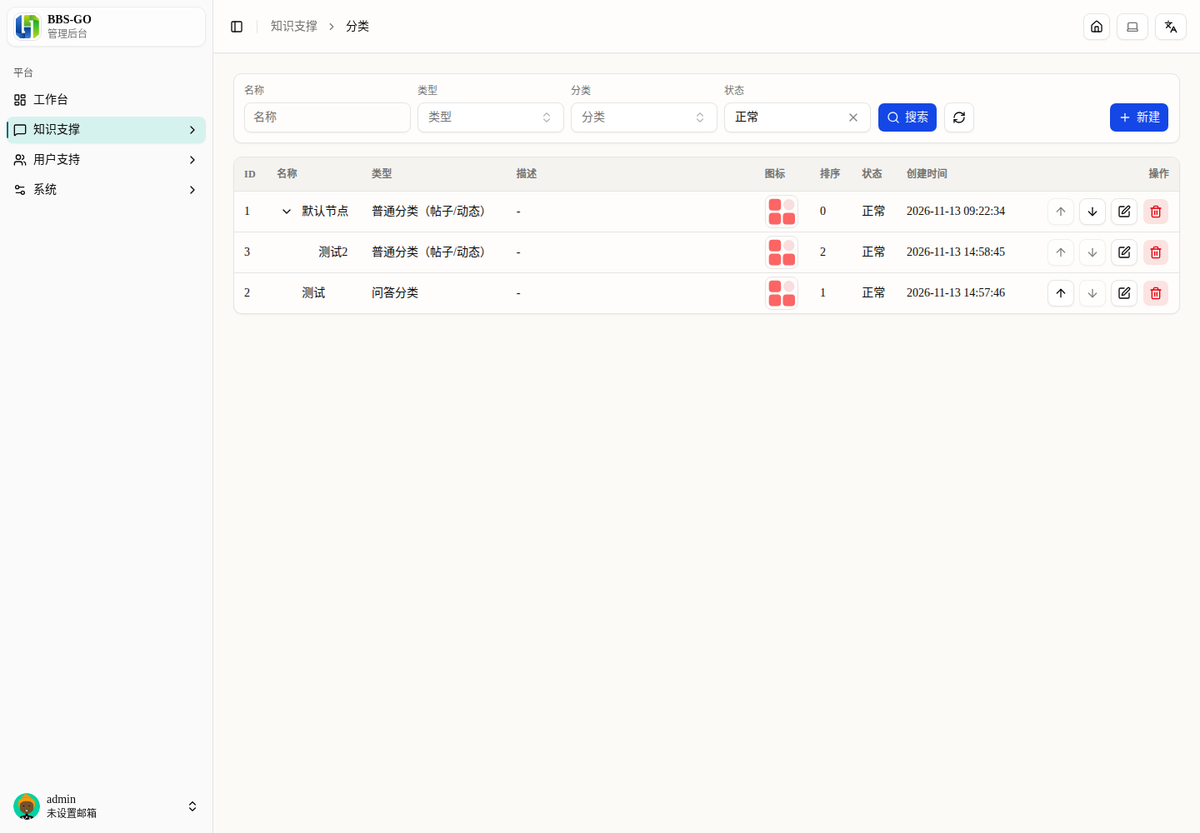 BBS-GO
管理后台
平台
工作台
知识支撑
用户支持
系统
admin
未设置邮箱
知识支撑 > 分类
名称 类型 分类 状态
名称 类型 分类 正常 搜索 新建
ID 名称 类型 描述 图标 排序 状态 创建时间 操作
1 默认节点 普通分类（帖子/动态） - 0 正常 2026-11-13 09:22:34
3 测试2 普通分类（帖子/动态） - 2 正常 2026-11-13 14:58:45
2 测试 问答分类 - 1 正常 2026-11-13 14:57:46